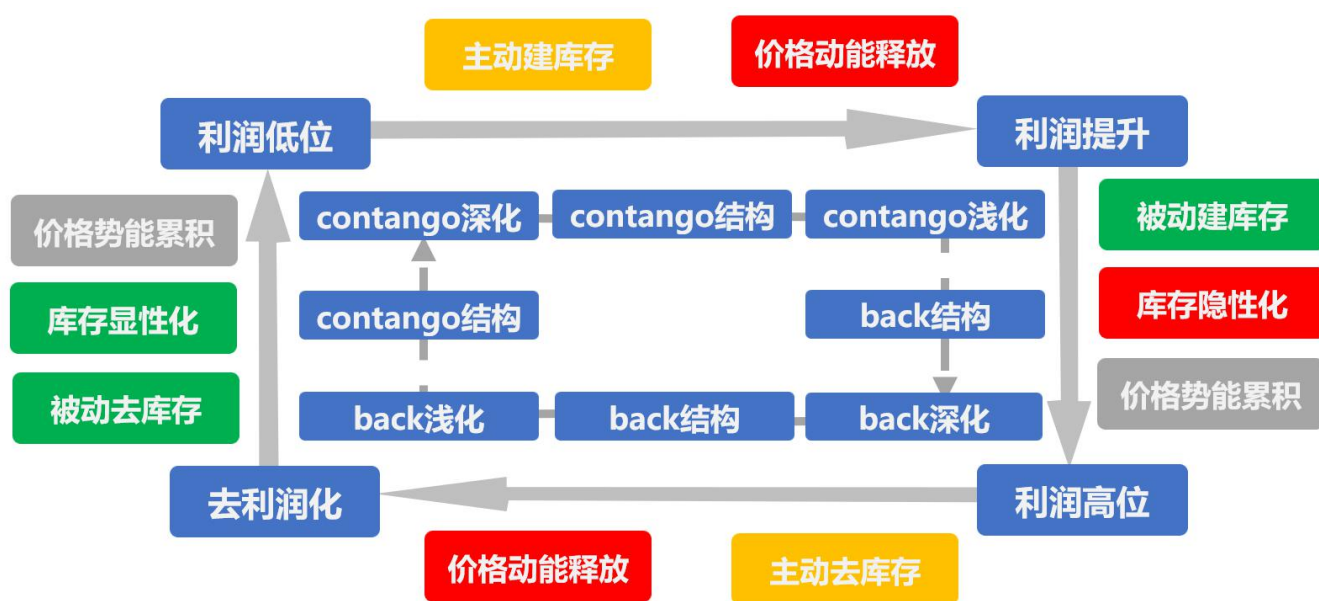 主动建库存
价格动能释放
利润低位
利润提升
价格势能累积
contango深化
contango结构
contango浅化
被动建库存
库存显性化
contango结构
back结构
库存隐性化
被动去库存
back浅化
back结构
back深化
价格势能累积
去利润化
利润高位
价格动能释放
主动去库存